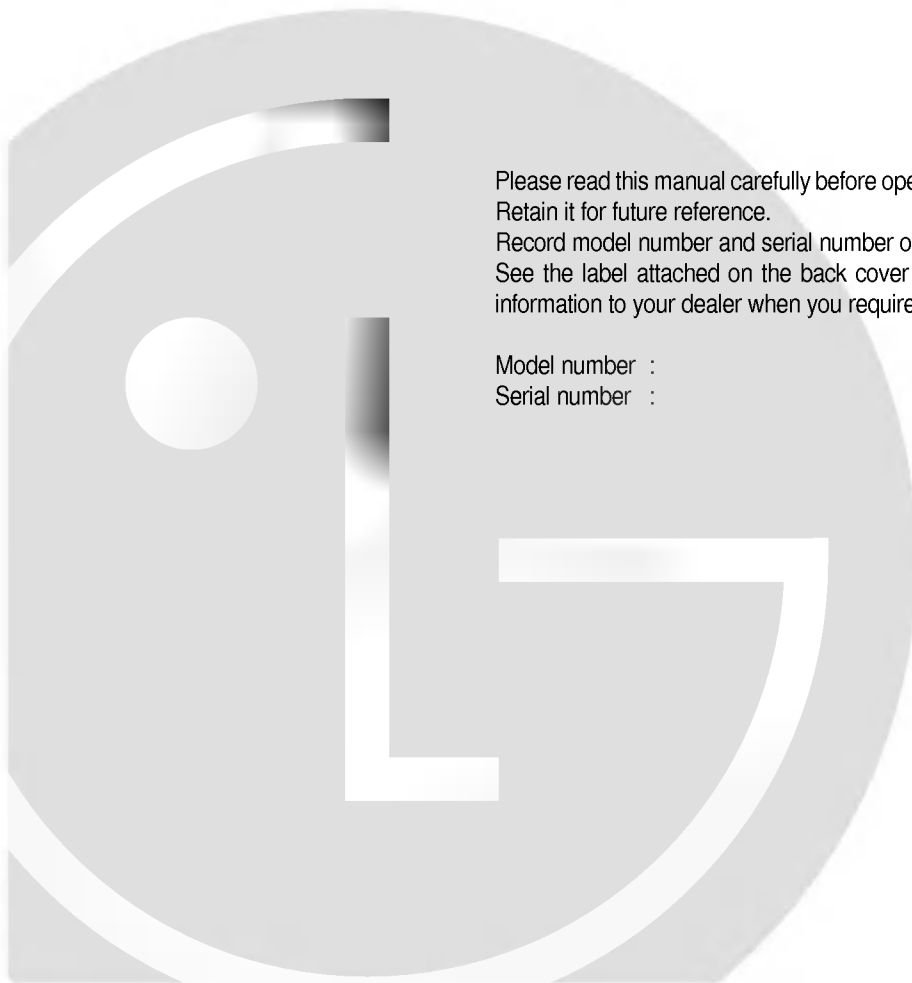 Please read this manual carefully before ope
Retain it for future reference.
Record model number and serial number o
See the label attached on the back cover
information to your dealer when you require
Model number :
Serial number :